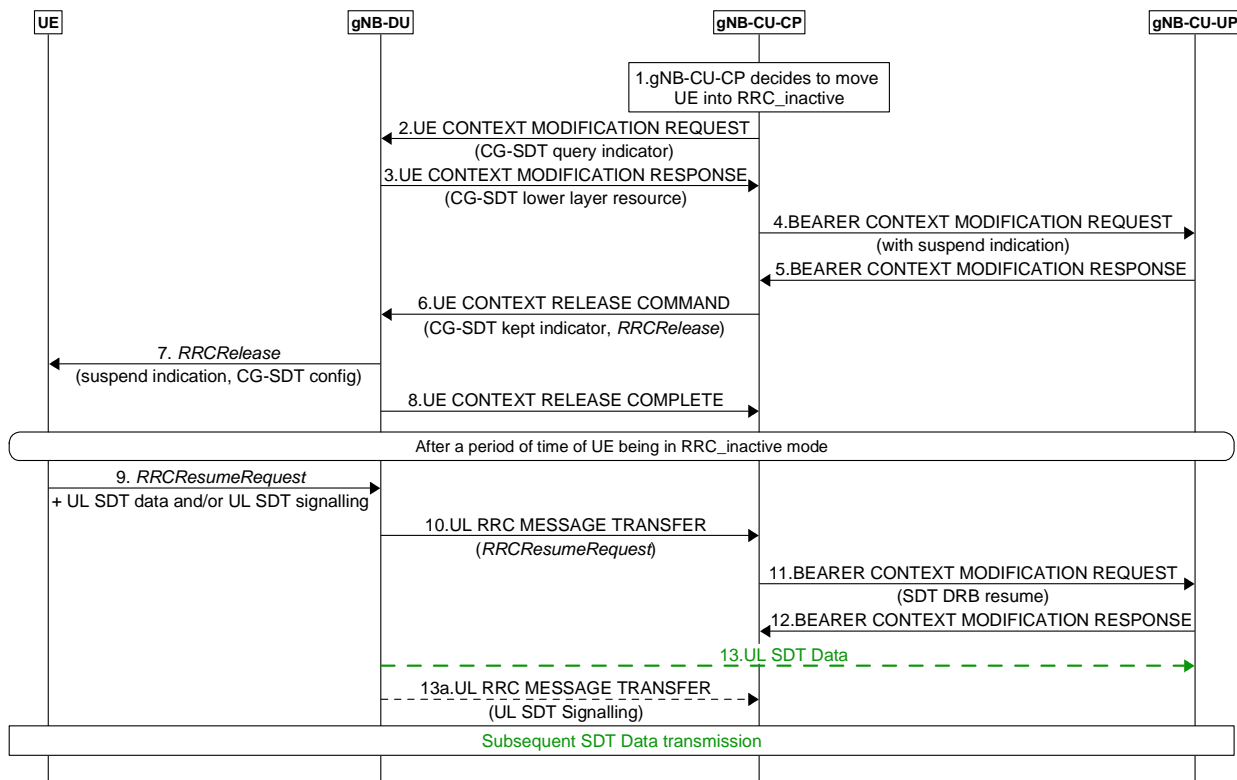 UE
gNB-DU
gNB-CU-CP
gNB-CU-UP
1.gNB-CU-CP decides to move
UE into RRC_inactive
2.UE CONTEXT MODIFICATION REQUEST
(CG-SDT query indicator)
3.UE CONTEXT MODIFICATION RESPONSE
(CG-SDT lower layer resource)
4.BEARER CONTEXT MODIFICATION REQUEST
(with suspend indication)
5.BEARER CONTEXT MODIFICATION RESPONSE
6.UE CONTEXT RELEASE COMMAND
(CG-SDT kept indicator, RRCRelease)
7. RRCRelease
(suspend indication, CG-SDT config)
8.UE CONTEXT RELEASE COMPLETE
After a period of time of UE being in RRC_inactive mode
9. RRCResumeRequest
+ UL SDT data and/or UL SDT signalling
10.UL RRC MESSAGE TRANSFER
(RRCResumeRequest)
11.BEARER CONTEXT MODIFICATION REQUEST
(SDT DRB resume)
12.BEARER CONTEXT MODIFICATION RESPONSE
13.UL SDT Data
13a.UL RRC MESSAGE TRANSFER
(UL SDT Signalling)
Subsequent SDT Data transmission